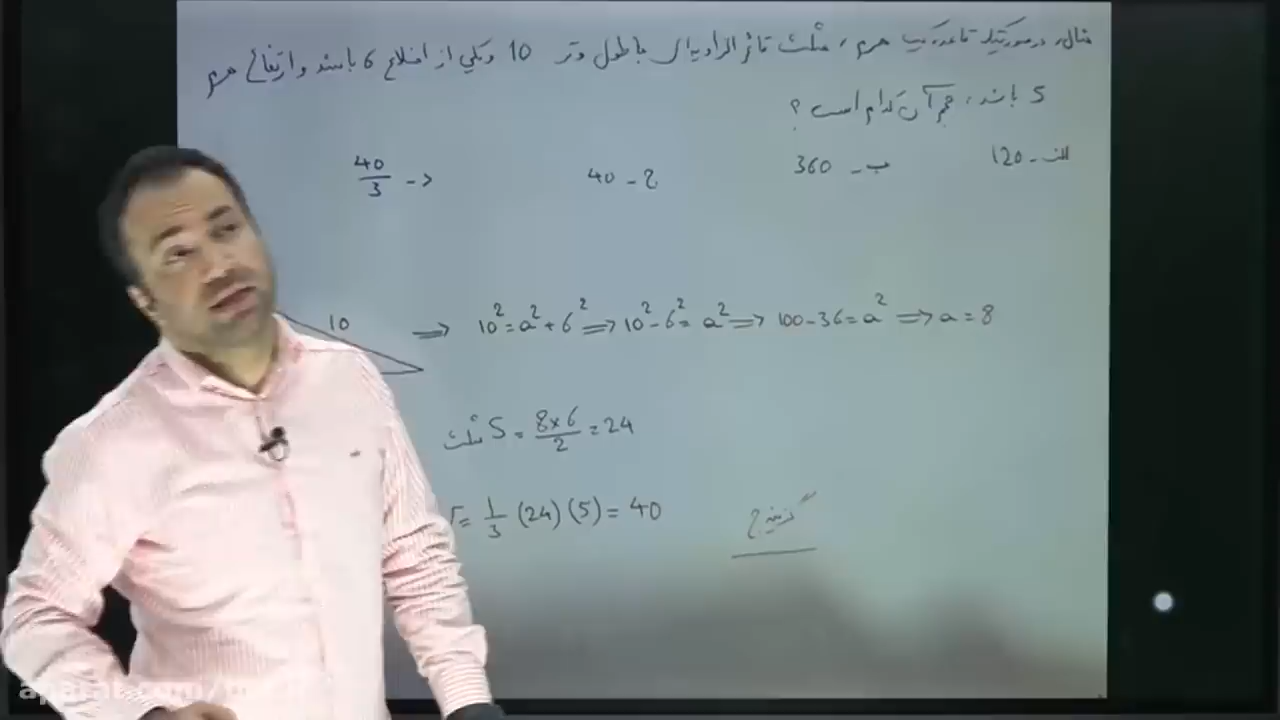 مثال: در صورتیکه قاعده یک هرم، مثلث قائم الزاویه‌ای با طول وتر 10 و یکی از اضلاع 6 باشد و ارتفاع هرم
5 باشد، حجم آن کدام است؟
الف ـ 120 ب ـ 360 ج ـ 40 د ـ 40/3
10 ⇒ 10² = a² + 6² ⇒ 10² - 6² = a² ⇒ 100 - 36 = a² ⇒ a = 8
S مثلث = 8×6/2 = 24
= 1/3 (24)(5) = 40 گزینه ج